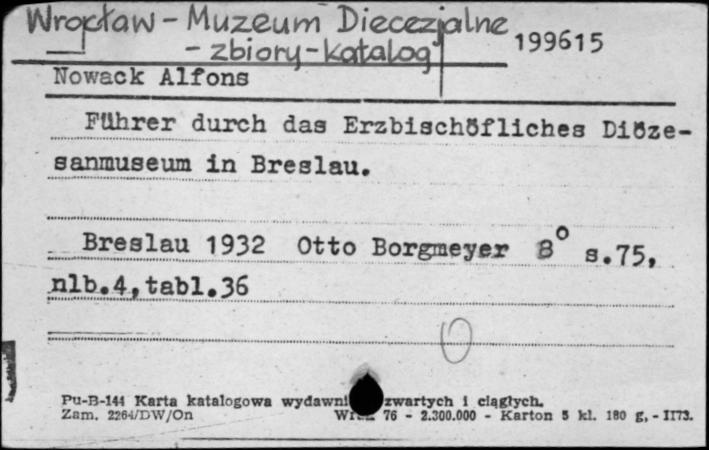 Wrocław - Muzeum Diecezjalne
- zbiory - katalog
199615
Nowack Alfons
Führer durch das Erzbischöfliches Diöze-
sanmuseum in Breslau.
Breslau 1932 Otto Borgmeyer 8° s.75,
nlb.4,tabl.36
Pu-B-144 Karta katalogowa zwartych i ciągłych.
Zam. 2264/DW/On 76 - 2.300.000 - Karton 5 kl. 180 g, - II73.